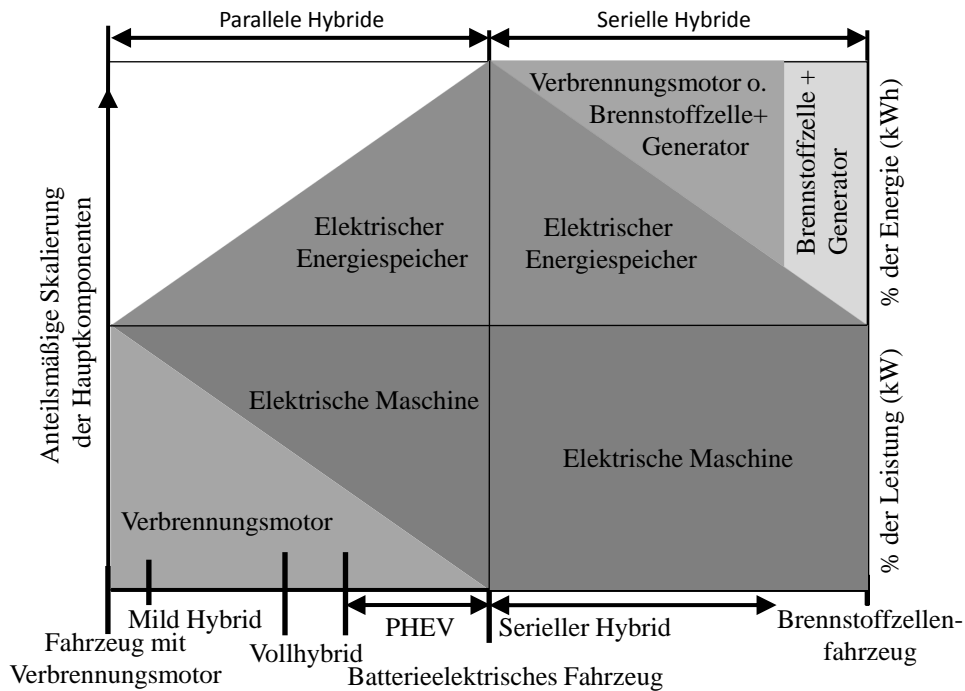 Parallele Hybride
Serielle Hybride
Anteilsmäßige Skalierung
der Hauptkomponenten
Verbrennungsmotor o.
Brennstoffzelle+
Generator
Brennstoffzelle +
Generator
% der Energie (kWh)
Elektrischer
Energiespeicher
Elektrischer
Energiespeicher
Elektrische Maschine
Elektrische Maschine
% der Leistung (kW)
Verbrennungsmotor
Mild Hybrid
PHEV
Serieller Hybrid
Brennstoffzellen-
fahrzeug
Fahrzeug mit
Verbrennungsmotor
Vollhybrid
Batterieelektrisches Fahrzeug